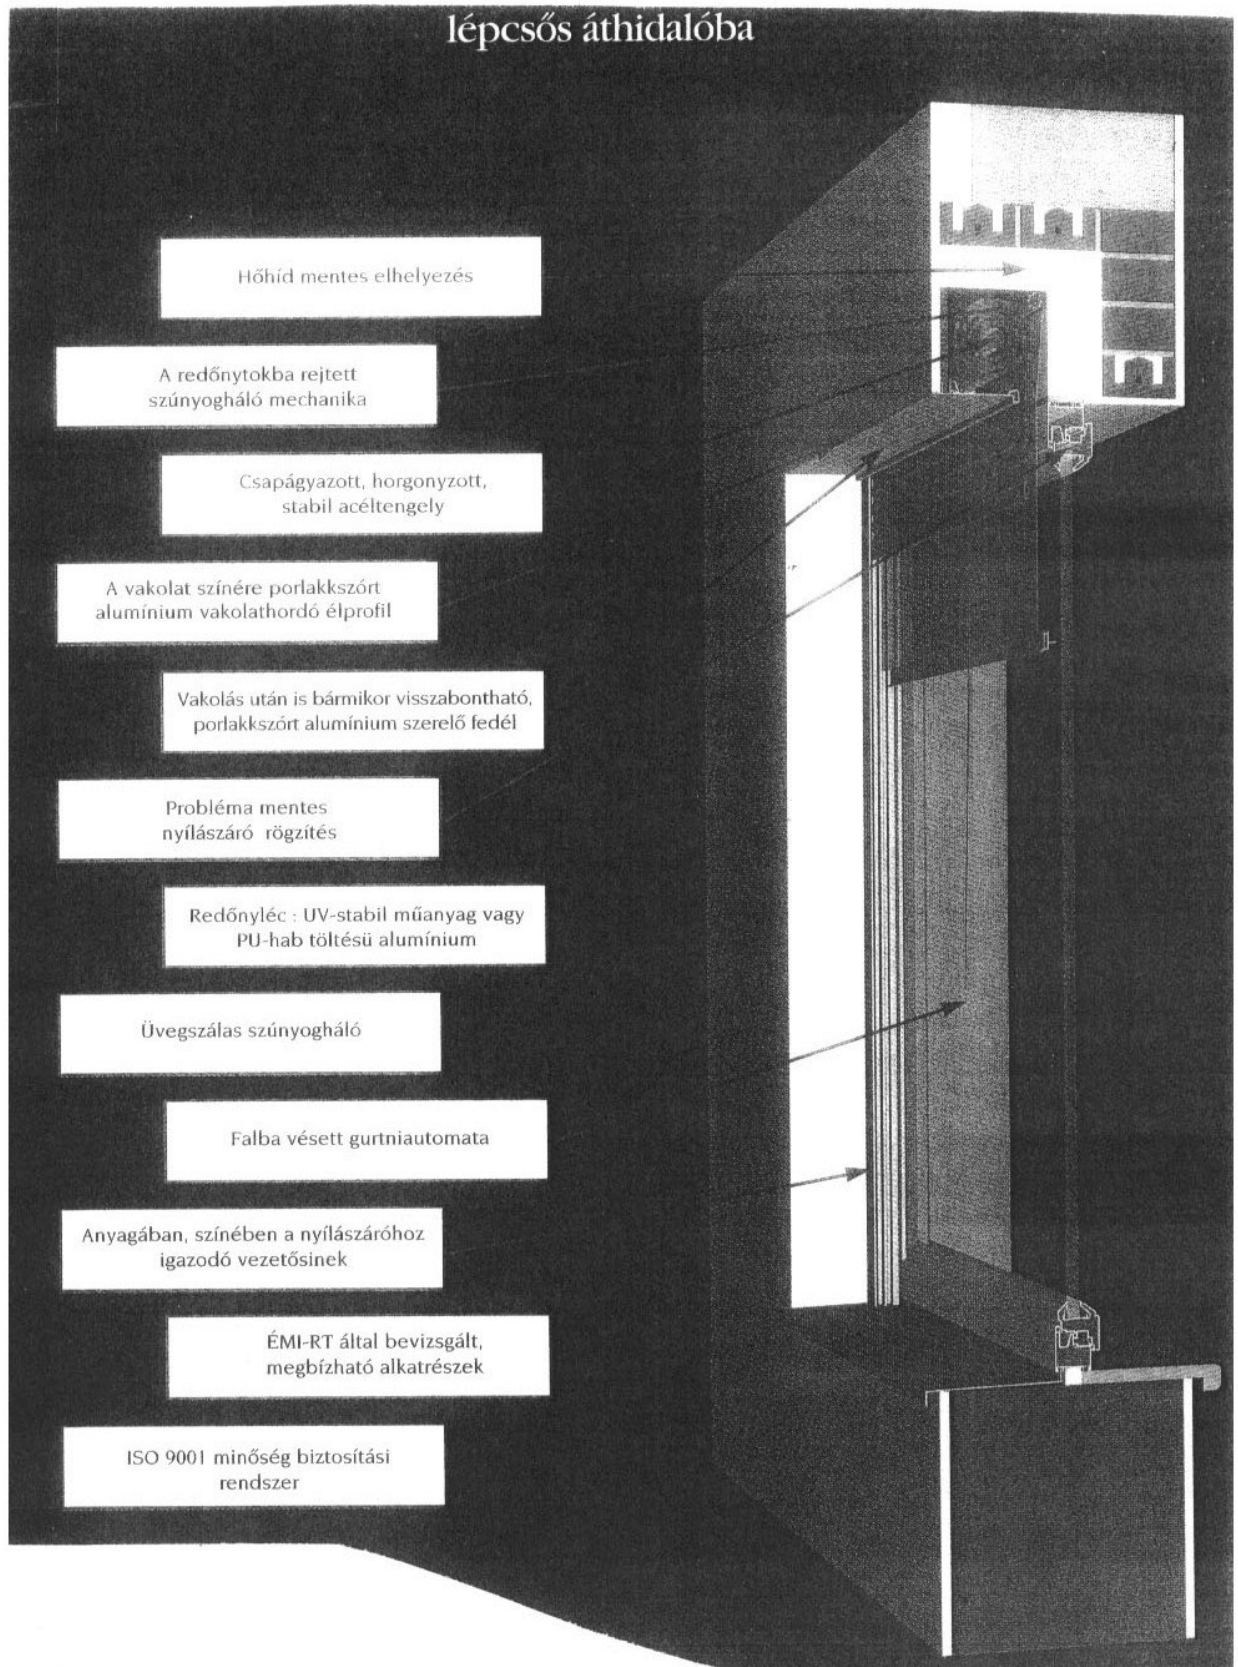 lépcsős áthidalóba
Hőhíd mentes elhelyezés
A redőnytokba rejtett
szúnyogháló mechanika
Csapágyazott, horgonyzott,
stabil acéltengely
A vakolat színére porlakkszórt
alumínium vakolathordó élprofil
Vakolás után is bármikor visszabontható,
porlakkszórt alumínium szerelő fedél
Probléma mentes
nyílászáró rögzítés
Redőnyléc : UV-stabil műanyag vagy
PU-hab töltésü alumínium
Üvegszálas szúnyogháló
Falba vésett gurtniautomata
Anyagában, színében a nyílászáróhoz
igazodó vezetősinek
ÉMI-RT által bevizsgált,
megbízható alkatrészek
ISO 9001 minőség biztosítási
rendszer